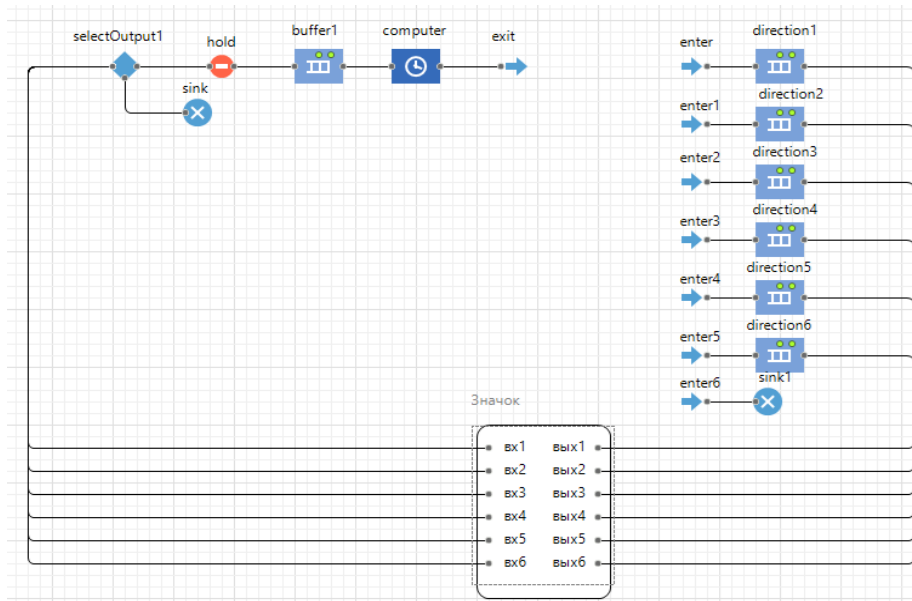 selectOutput1
hold
buffer1
computer
exit
sink
enter
direction1
enter1
direction2
enter2
direction3
enter3
direction4
enter4
direction5
enter5
direction6
enter6
sink1
Значок
вх1 вых1
вх2 вых2
вх3 вых3
вх4 вых4
вх5 вых5
вх6 вых6